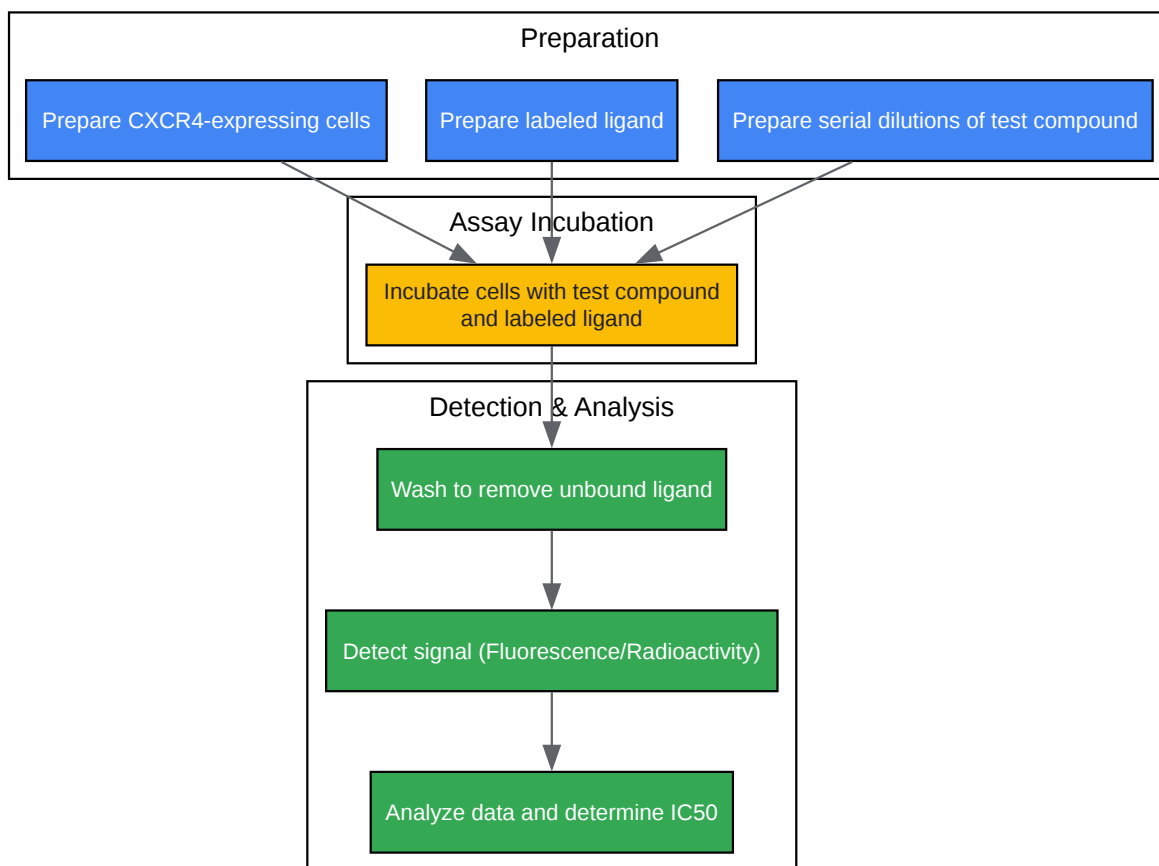 Preparation
Prepare CXCR4-expressing cells
Prepare labeled ligand
Prepare serial dilutions of test compound
Assay Incubation
Incubate cells with test compound
and labeled ligand
Detection & Analysis
Wash to remove unbound ligand
Detect signal (Fluorescence/Radioactivity)
Analyze data and determine IC50